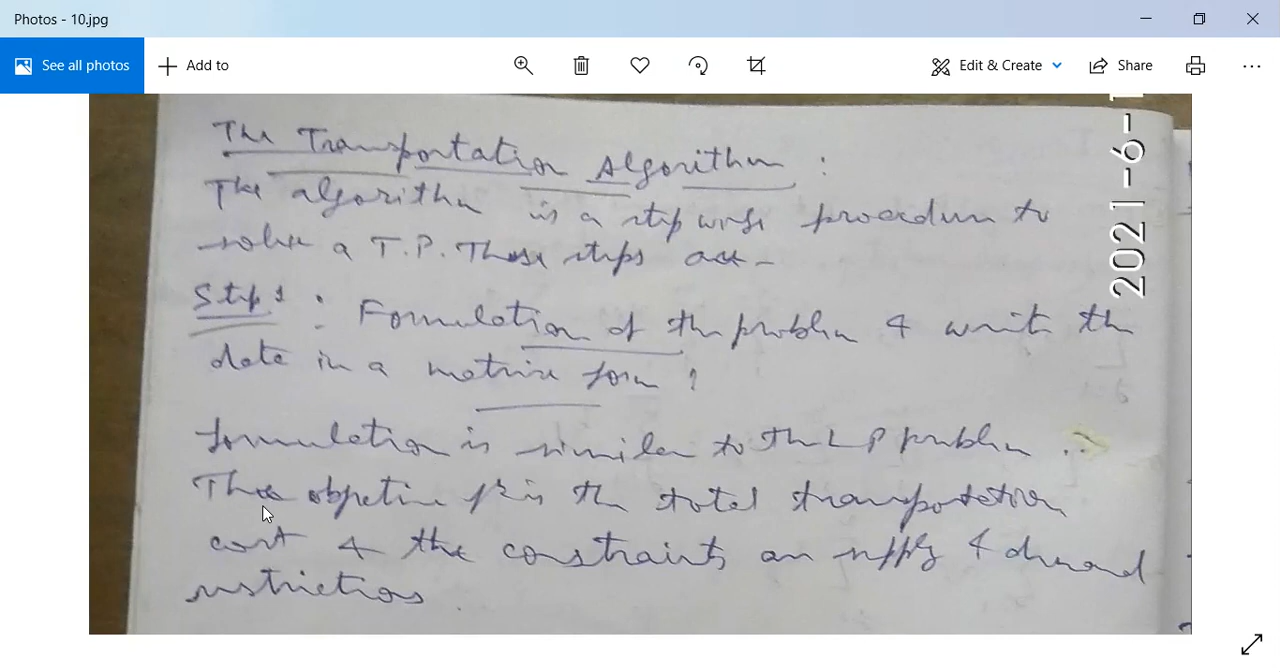 Photos - 10.jpg
See all photos
Add to
Edit & Create
Share
The Transportation Algorithm :
The algorithm is a step wise procedure to
solve a T.P. These steps are -
Step 1 : Formulation of the problem & write the
data in a matrix form :
formulation is similar to the LP problem.
The objective fn is the total transportation
cost & the constraints are supply & demand
restrictions.
2021-6-